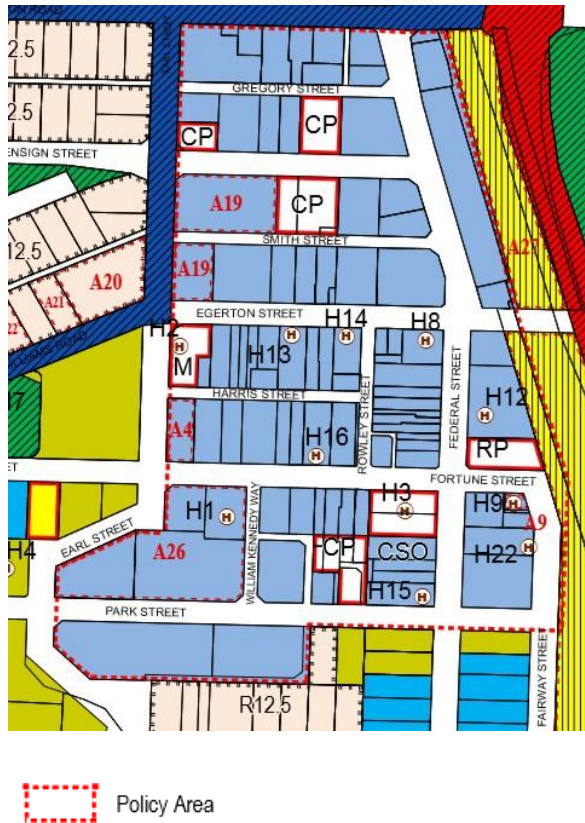 2.5
GREGORY STREET
CP
CP
2.5
ENSIGN STREET
A19
CP
12.5
SMITH STREET
A27
A20
A19
A21
22
EGERTON STREET
H2
H
H13
H
H14
H
H8
H
M
HARRIS STREET
ROWLEY STREET
FEDERAL STREET
H12
H
A4
H16
H
RP
FORTUNE STREET
WILLIAM KENNEDY WAY
H1
H
H3
H
H9
H
A9
EARL STREET
H4
H
A26
CP
CSO
H22
H
H15
H
PARK STREET
FAIRWAY STREET
R12.5
Policy Area